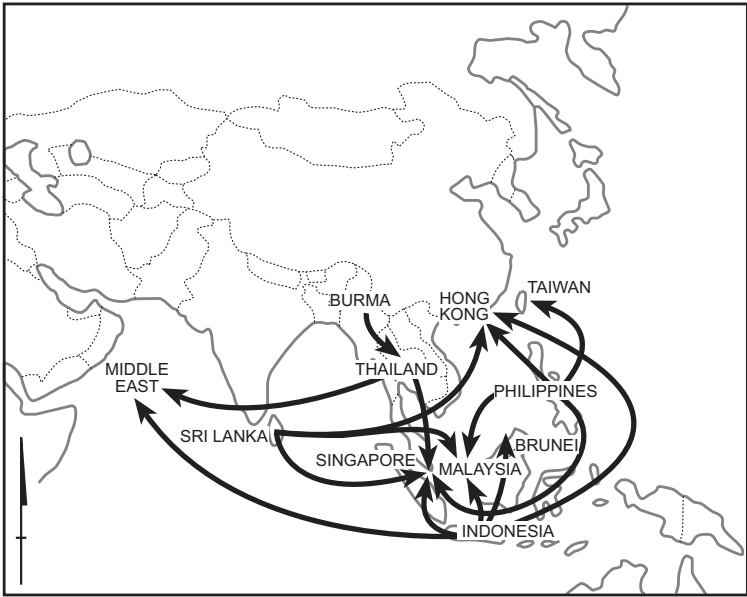 TAIWAN
HONG
KONG
BURMA
THAILAND
MIDDLE
EAST
PHILIPPINES
SRI LANKA
BRUNEI
SINGAPORE
MALAYSIA
INDONESIA